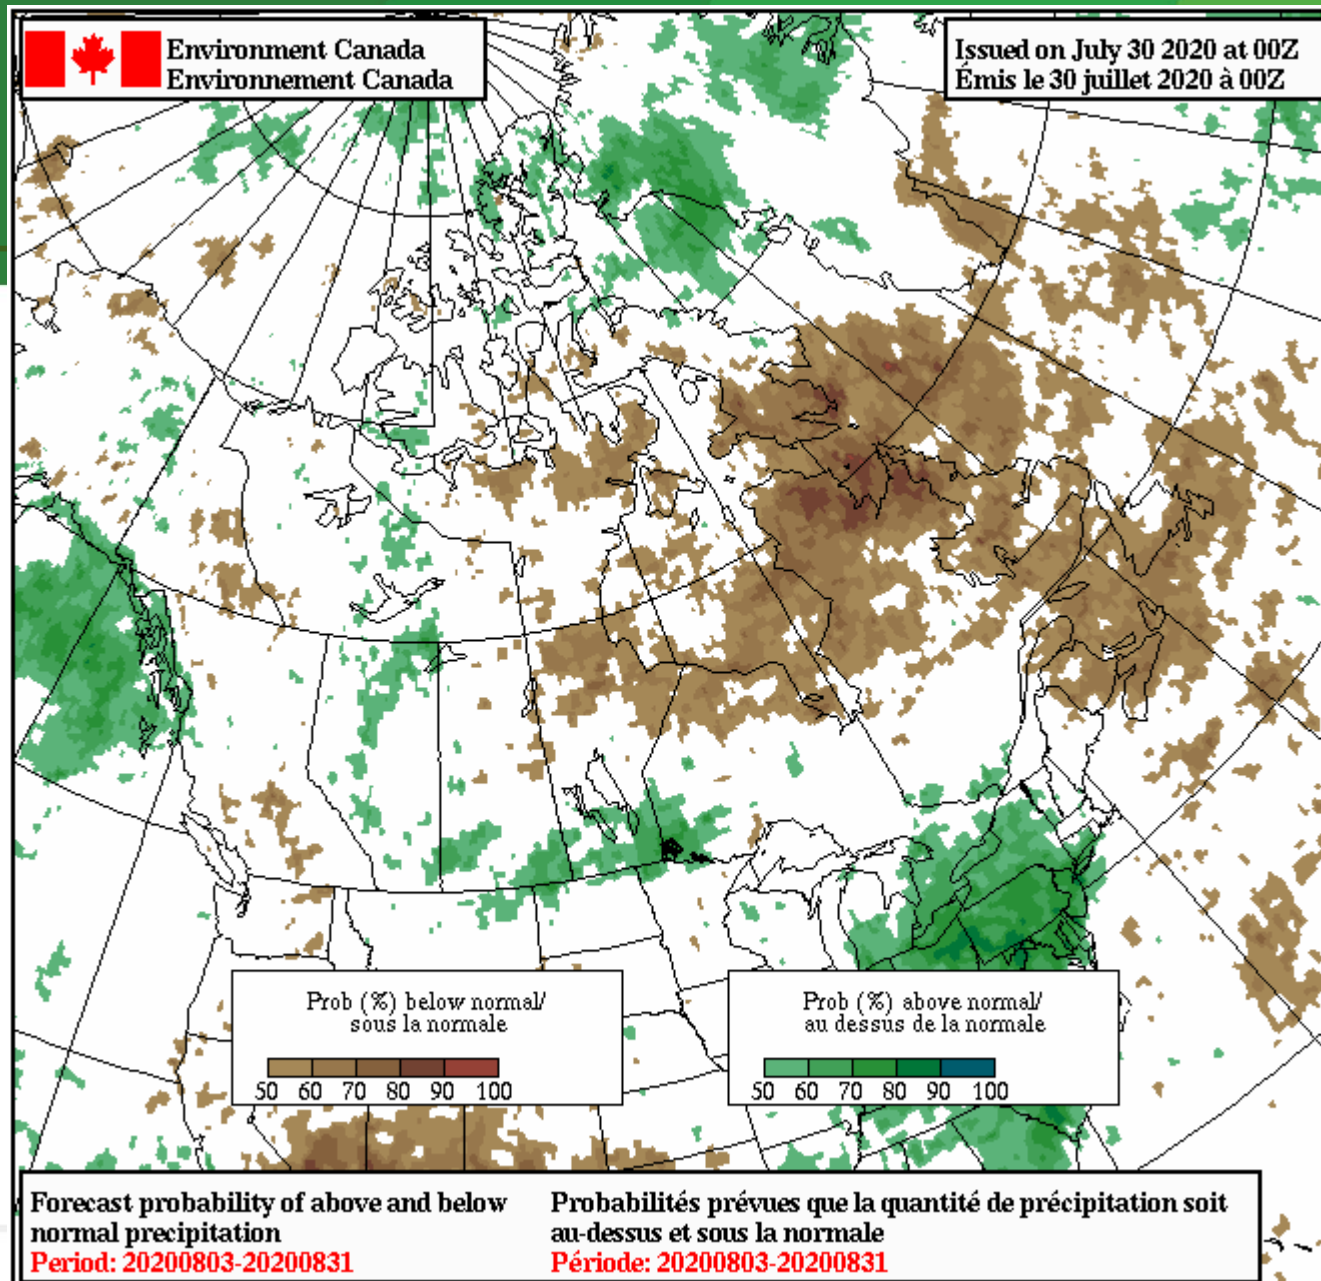 Environment Canada
Environnement Canada
Issued on July 30 2020 at 00Z
Émis le 30 juillet 2020 à 00Z
Prob (%) below normal/
sous la normale
50 60 70 80 90 100
Prob (%) above normal/
au dessus de la normale
50 60 70 80 90 100
Forecast probability of above and below
normal precipitation
Period: 20200803-20200831
Probabilités prévues que la quantité de précipitation soit
au-dessus et sous la normale
Période: 20200803-20200831